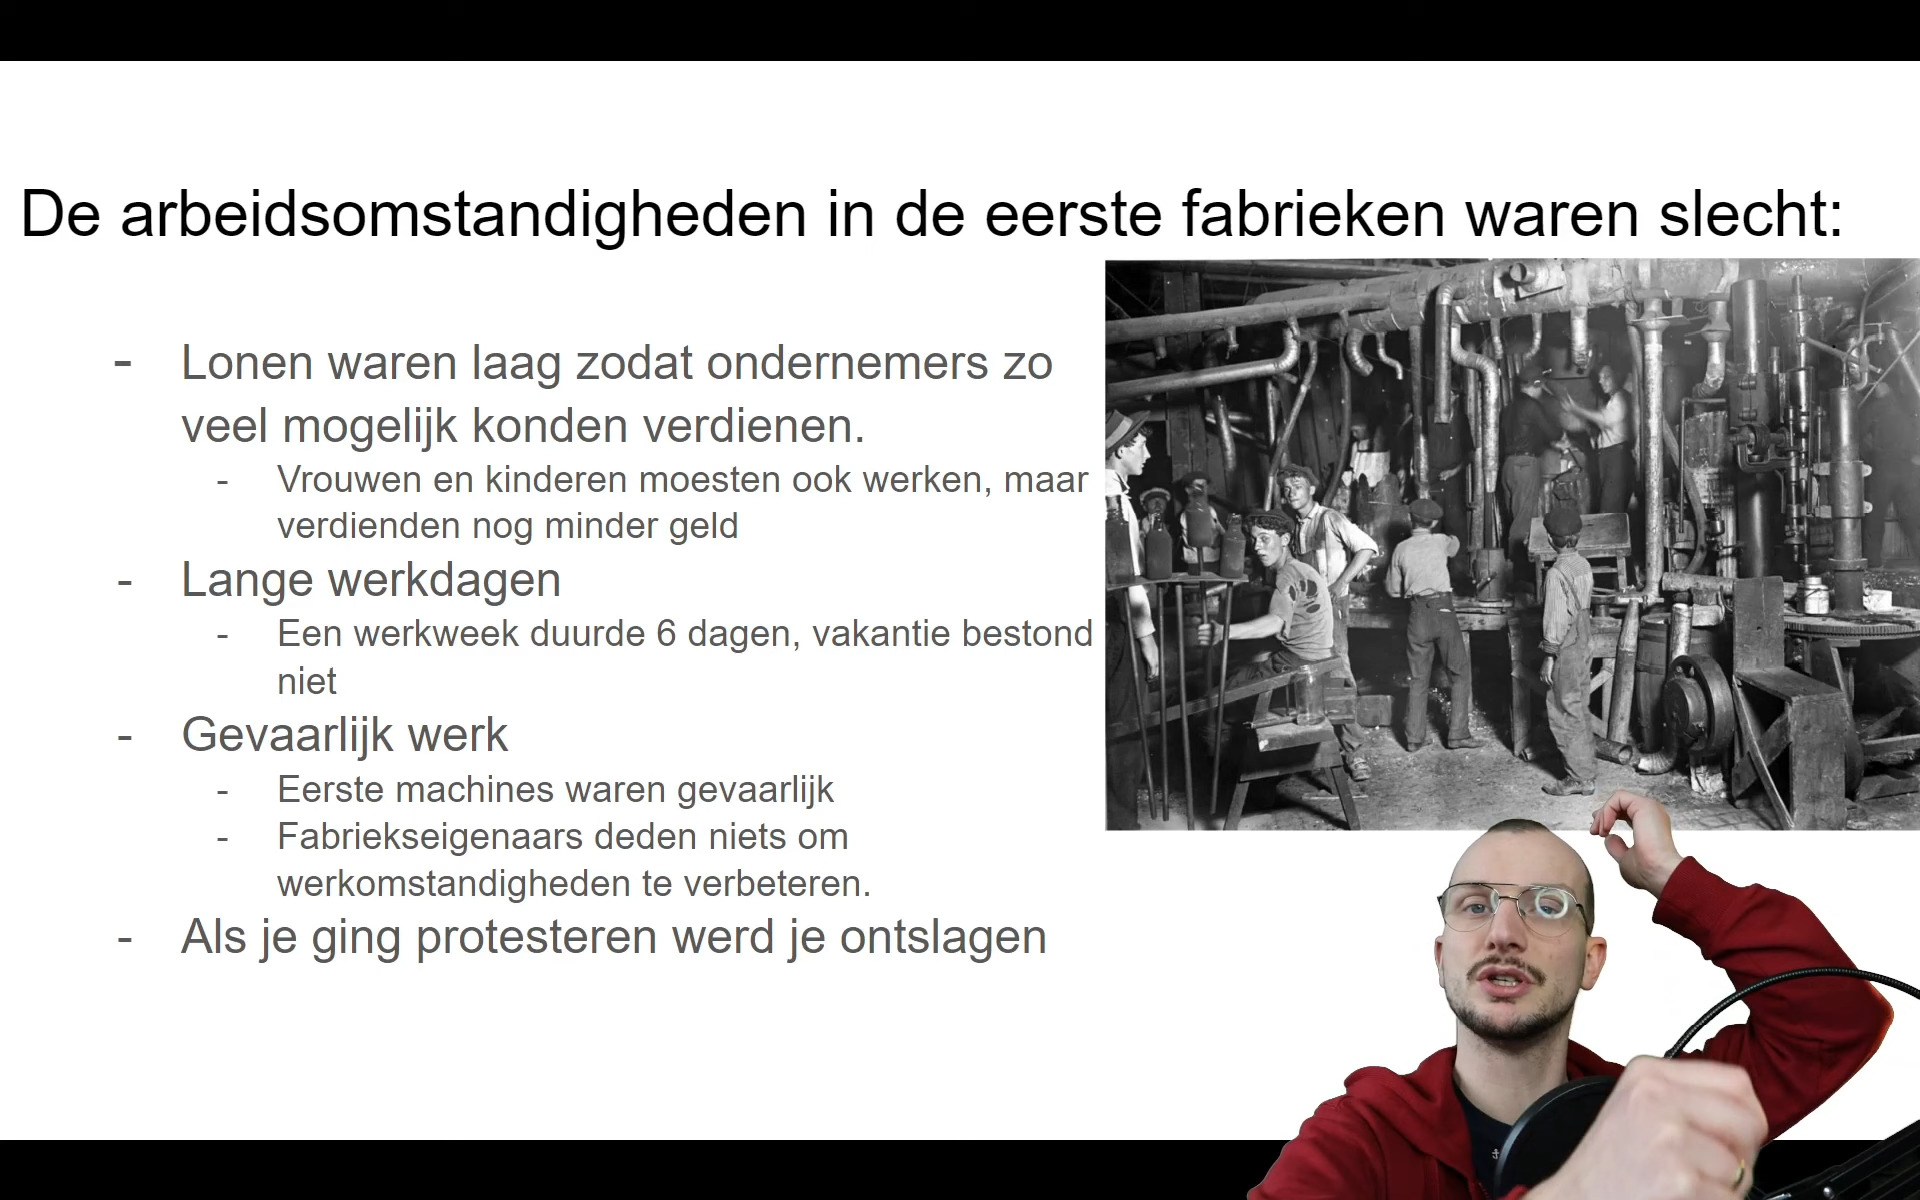 De arbeidsomstandigheden in de eerste fabrieken waren slecht:
- Lonen waren laag zodat ondernemers zo
veel mogelijk konden verdienen.
- Vrouwen en kinderen moesten ook werken, maar
verdienden nog minder geld
- Lange werkdagen
- Een werkweek duurde 6 dagen, vakantie bestond
niet
- Gevaarlijk werk
- Eerste machines waren gevaarlijk
- Fabriekseigenaars deden niets om
werkomstandigheden te verbeteren.
- Als je ging protesteren werd je ontslagen